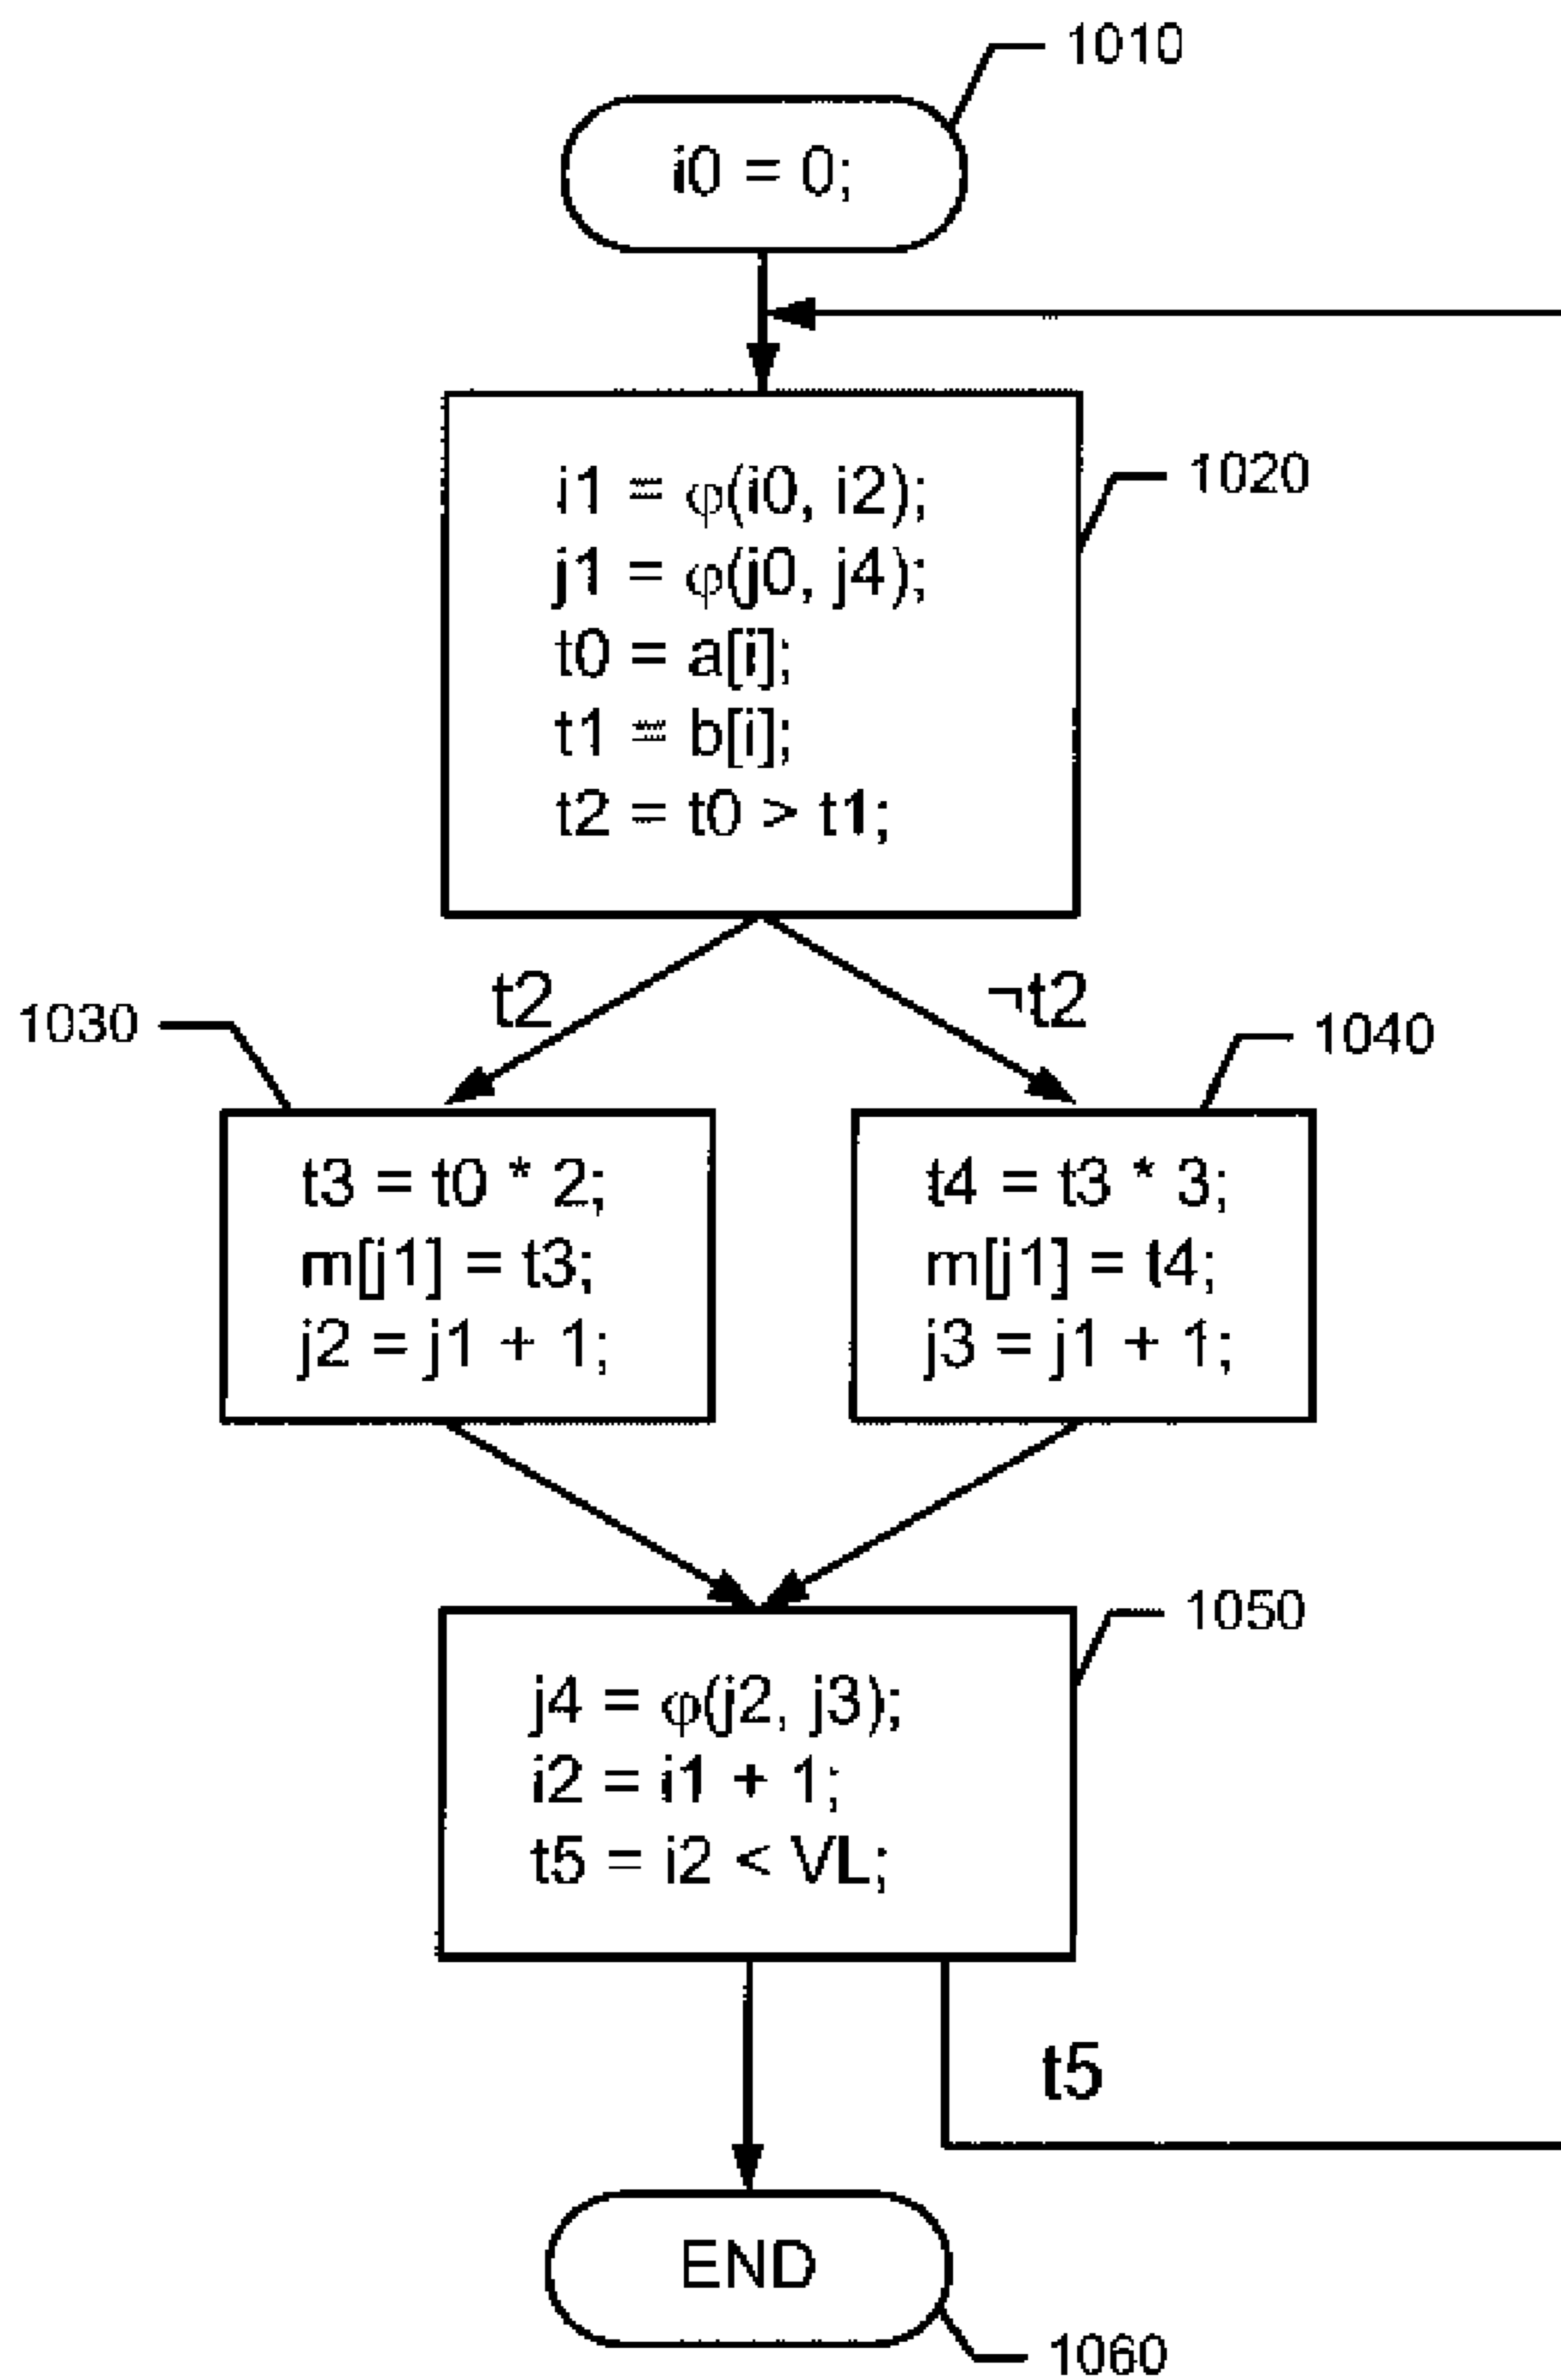 1010
i0 = 0;
i1 = φ(i0, i2);
j1 = φ(j0, j4);
t0 = a[i];
t1 = b[i];
t2 = t0 > t1;
1020
t2
¬t2
1030
1040
t3 = t0 * 2;
m[j1] = t3;
j2 = j1 + 1;
t4 = t3 * 3;
m[j1] = t4;
j3 = j1 + 1;
1050
j4 = φ(j2, j3);
i2 = i1 + 1;
t5 = i2 < VL;
t5
END
1060